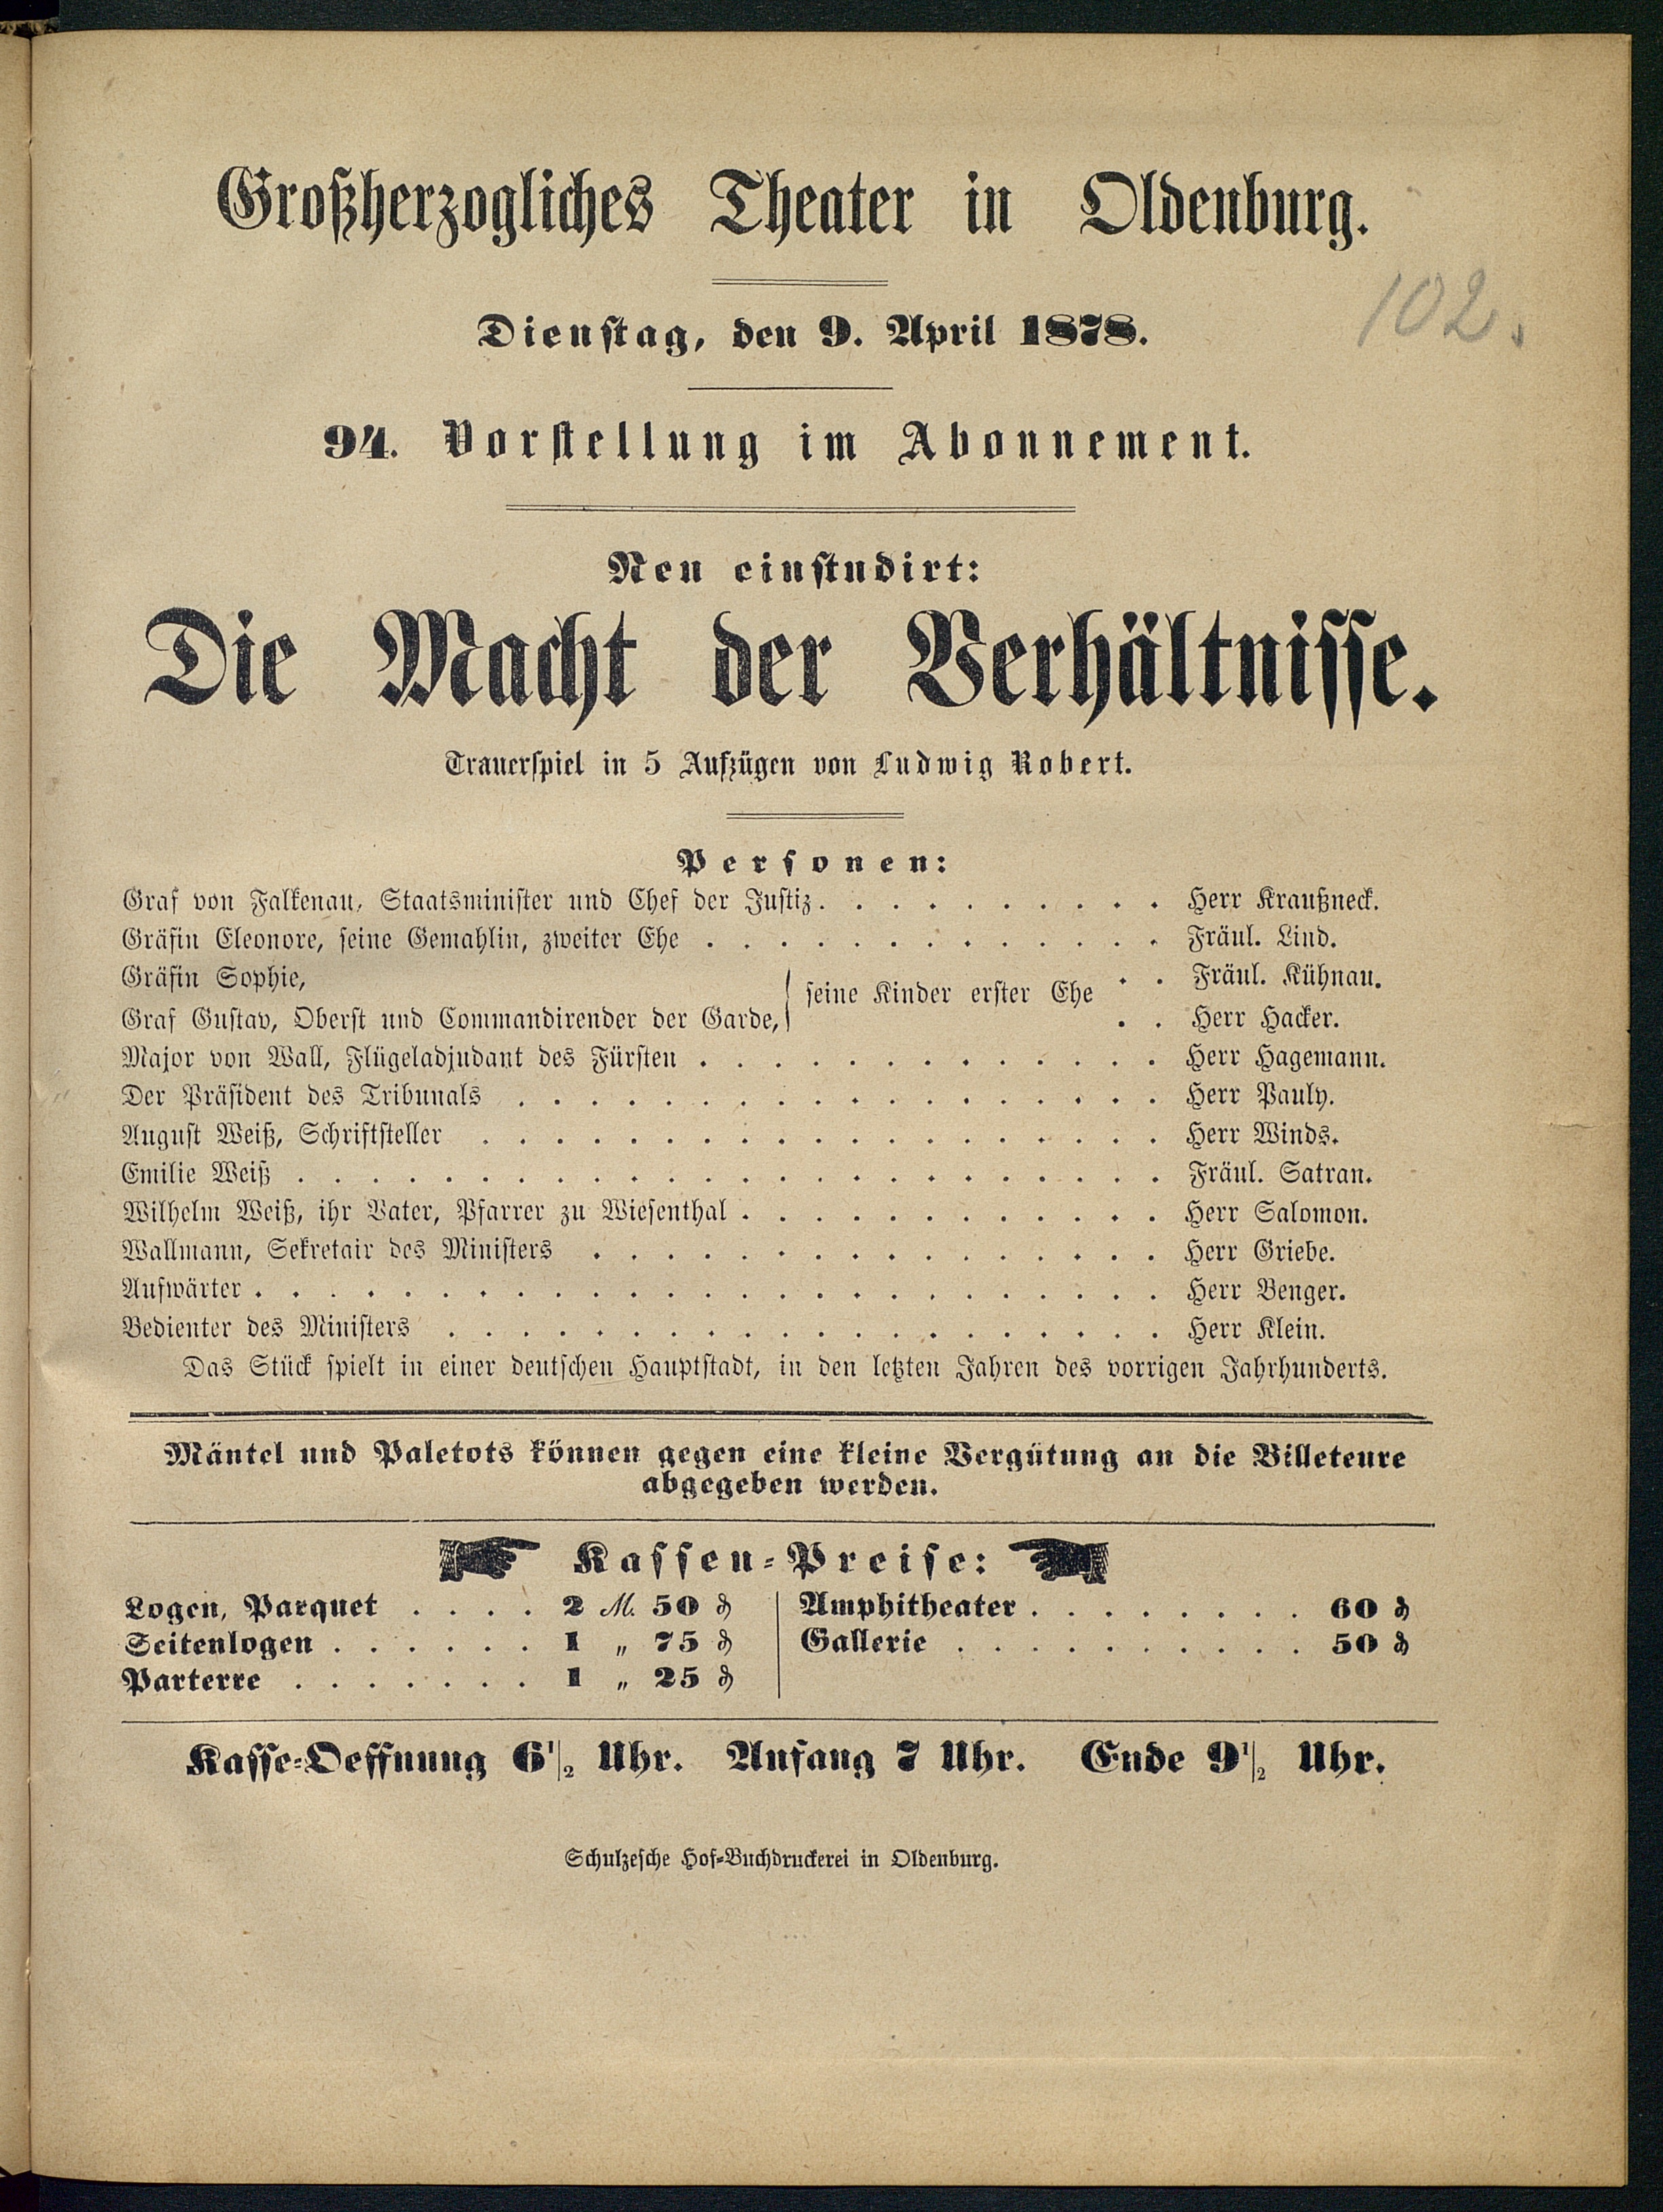 Großherzogliches Theater in Oldenburg.
102.
Dienstag, den 9. April 1878.
94. Vorstellung im Abonnement.
Neu einstudirt:
Die Macht der Verhältnisse.
Trauerspiel in 5 Aufzügen von Ludwig Robert.
Personen:
Graf von Falkenau, Staatsminister und Chef der Justiz. . . . . . . . . . Herr Kraußneck.
Gräfin Eleonore, seine Gemahlin, zweiter Ehe . . . . . . . . . . . . . Fräul. Lind.
Gräfin Sophie, . . Fräul. Kühnau.
seine Kinder erster Ehe
Graf Gustav, Oberst und Commandirender der Garde, . . Herr Hacker.
Major von Wall, Flügeladjudant des Fürsten . . . . . . . . . . . . . Herr Hagemann.
Der Präsident des Tribunals . . . . . . . . . . . . . . . . . . Herr Pauly.
August Weiß, Schriftsteller . . . . . . . . . . . . . . . . . . . Herr Winds.
Emilie Weiß . . . . . . . . . . . . . . . . . . . . . . . . Fräul. Satran.
Wilhelm Weiß, ihr Vater, Pfarrer zu Wiesenthal . . . . . . . . . . . . Herr Salomon.
Wallmann, Sekretair des Ministers . . . . . . . . . . . . . . . . Herr Griebe.
Aufwärter . . . . . . . . . . . . . . . . . . . . . . . . . Herr Benger.
Bedienter des Ministers . . . . . . . . . . . . . . . . . . . . Herr Klein.
Das Stück spielt in einer deutschen Hauptstadt, in den letzten Jahren des vorrigen Jahrhunderts.
Mäntel und Paletots können gegen eine kleine Vergütung an die Billeteure
abgegeben werden.
Kassen-Preise:
Logen, Parquet . . . . 2 M. 50 ₰
Seitenlogen . . . . . . 1 „ 75 ₰
Parterre . . . . . . . 1 „ 25 ₰
Amphitheater . . . . . . . . 60 ₰
Gallerie . . . . . . . . . . 50 ₰
Kasse-Oeffnung 6 1/2 Uhr. Anfang 7 Uhr. Ende 9 1/2 Uhr.
Schulzesche Hof-Buchdruckerei in Oldenburg.